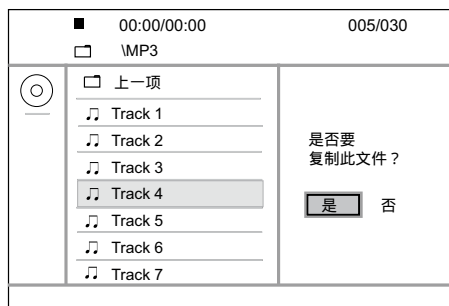 00:00/00:00 005/030
\MP3
上一项
Track 1
Track 2
Track 3
Track 4
Track 5
Track 6
Track 7
是否要
复制此文件？
是 否